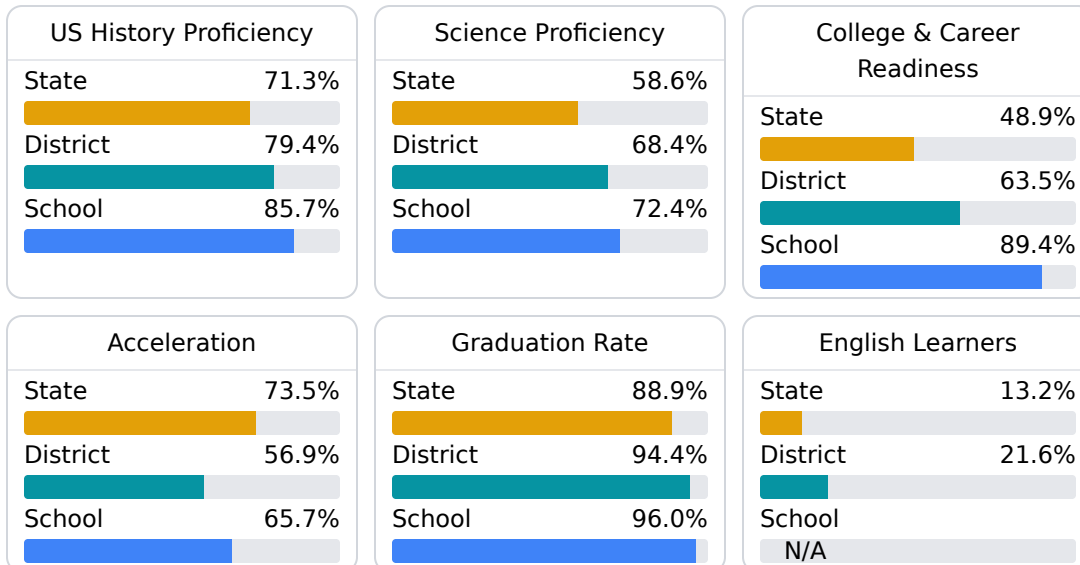 US History Proficiency
State 71.3%
District 79.4%
School 85.7%
Science Proficiency
State 58.6%
District 68.4%
School 72.4%
College & Career
Readiness
State 48.9%
District 63.5%
School 89.4%
Acceleration
State 73.5%
District 56.9%
School 65.7%
Graduation Rate
State 88.9%
District 94.4%
School 96.0%
English Learners
State 13.2%
District 21.6%
School
N/A